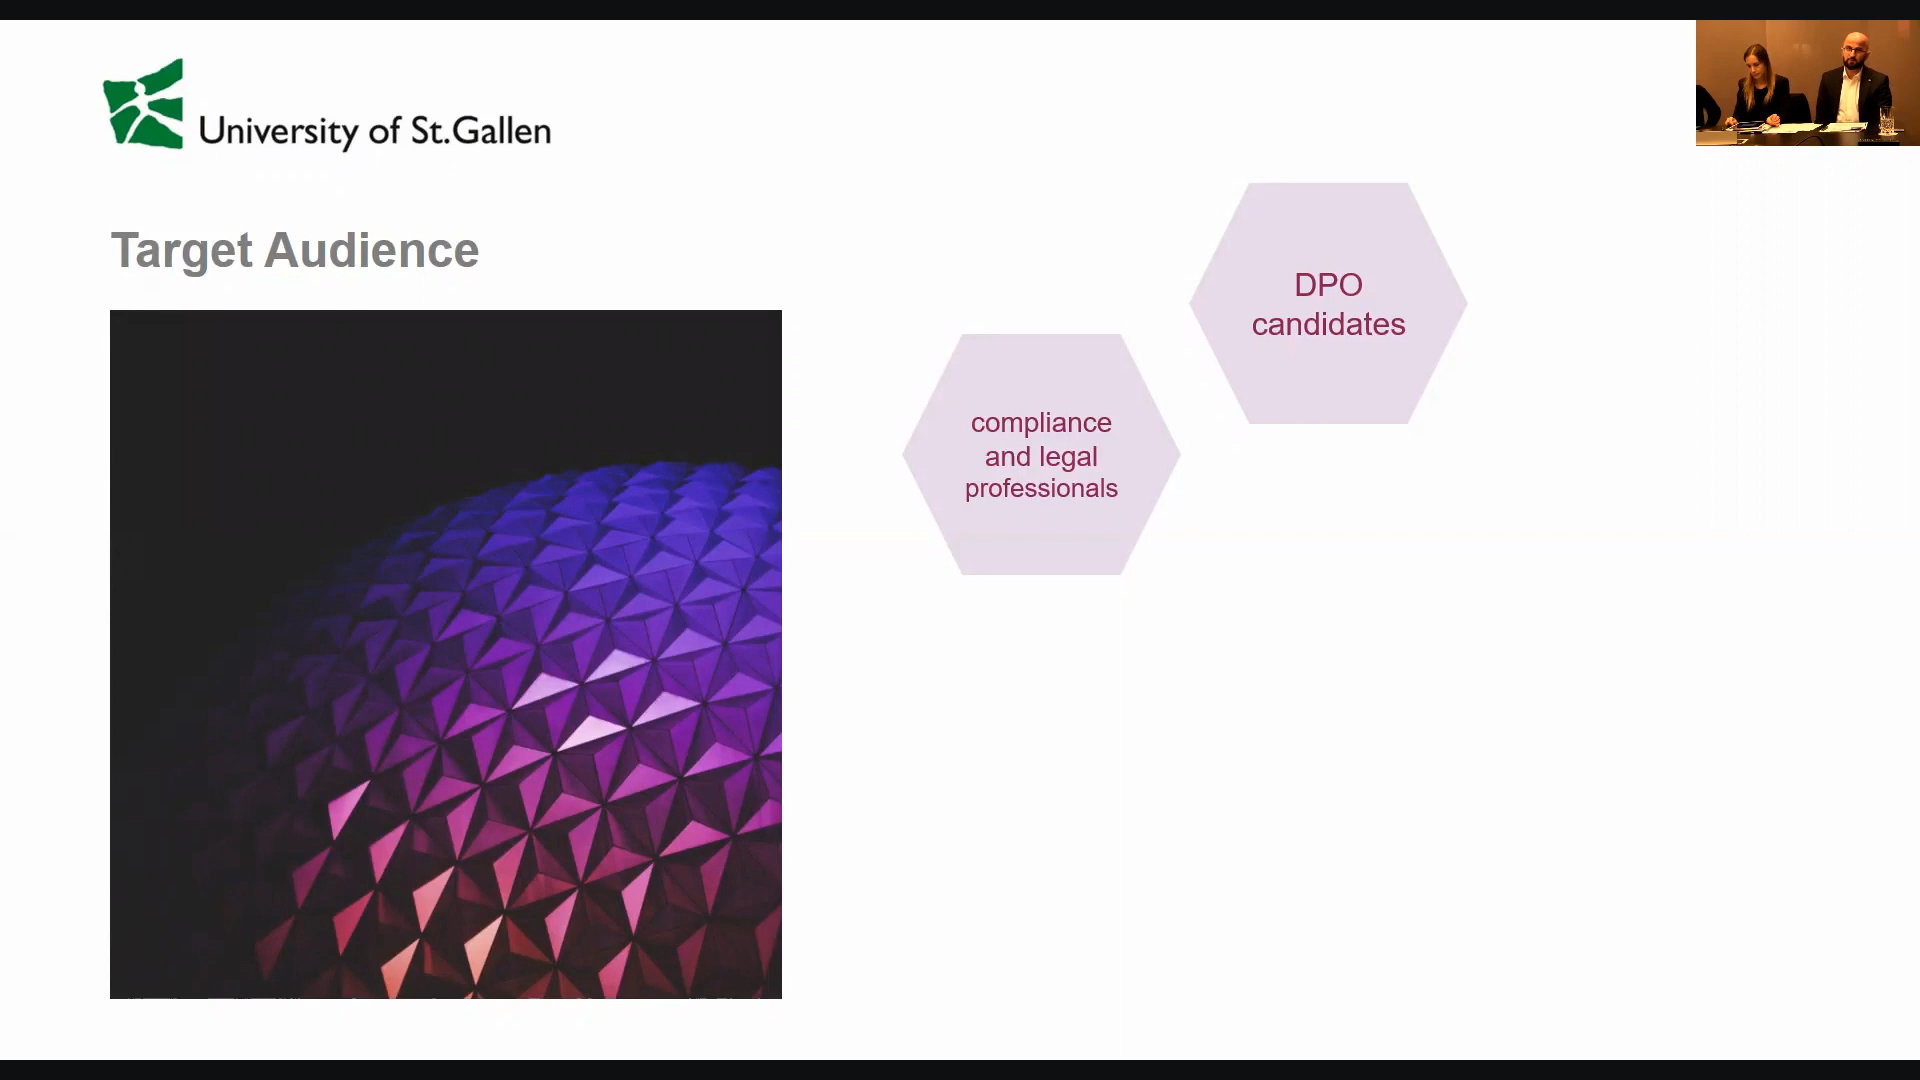 University of St.Gallen
Target Audience
DPO
candidates
compliance
and legal
professionals